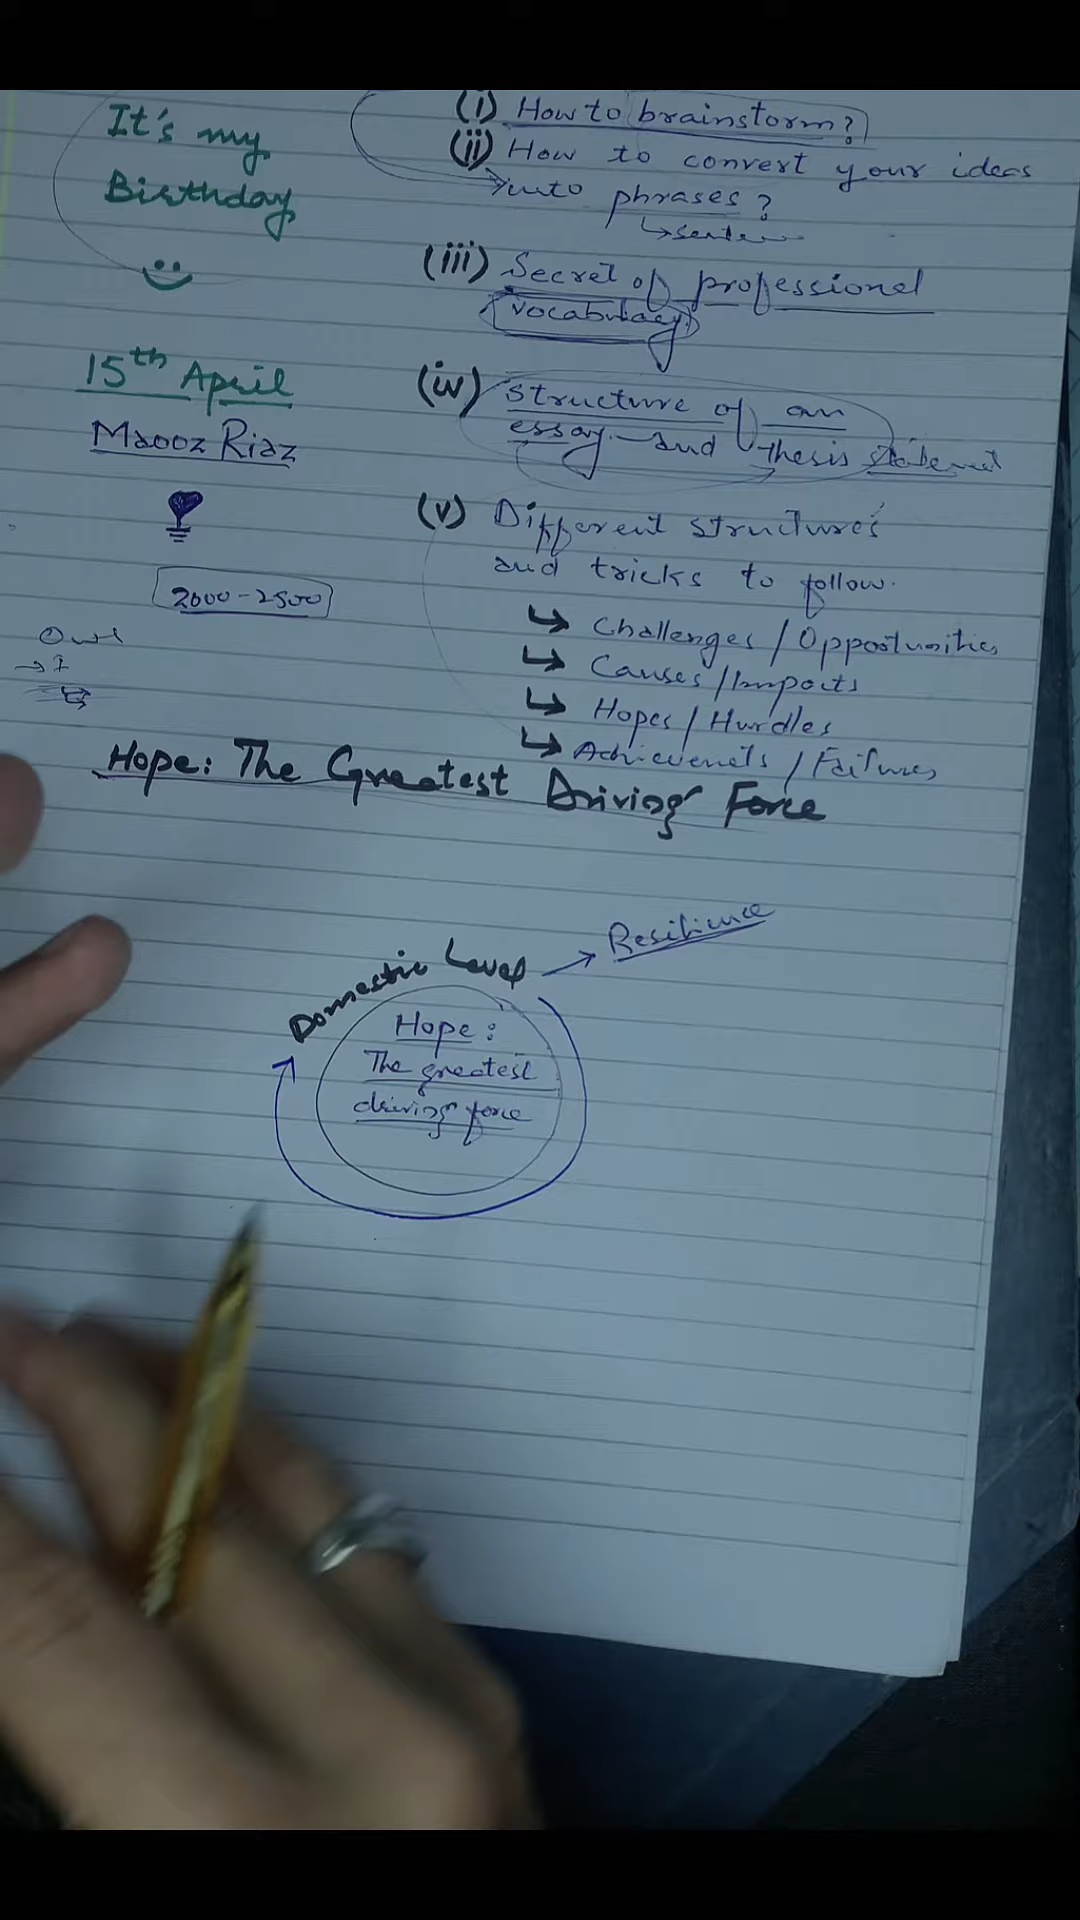 It's my
Birthday
15th April
Maooz Riaz
2000-2500
(i) How to brainstorm?
(ii) How to convert your ideas
into phrases?
(iii) Secret of professional
vocabulary
(iv) Structure of an
essay and thesis statement
(v) Different structures
and tricks to follow.
Challenges/Opportunities
Causes/Impacts
Hopes/Hurdles
Achievements/Failures
Hope: The Greatest Driving Force
Domestic Level
Resilience
Hope:
The greatest
driving force